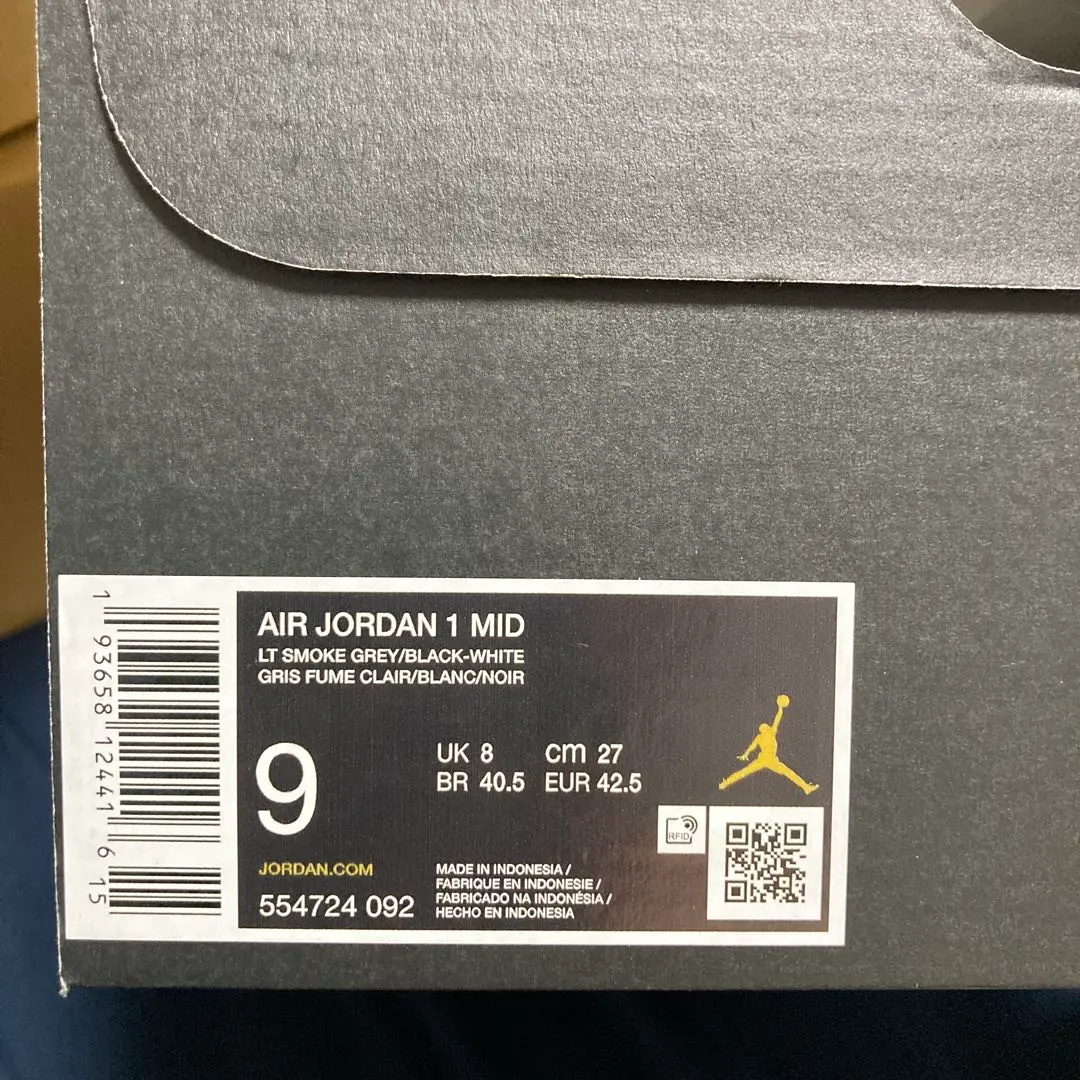 1 93658 12441 6 15
AIR JORDAN 1 MID
LT SMOKE GREY/BLACK-WHITE
GRIS FUME CLAIR/BLANC/NOIR
9
UK 8 cm 27
BR 40.5 EUR 42.5
RFID
JORDAN.COM
554724 092
MADE IN INDONESIA /
FABRIQUE EN INDONESIE /
FABRICADO NA INDONÉSIA /
HECHO EN INDONESIA